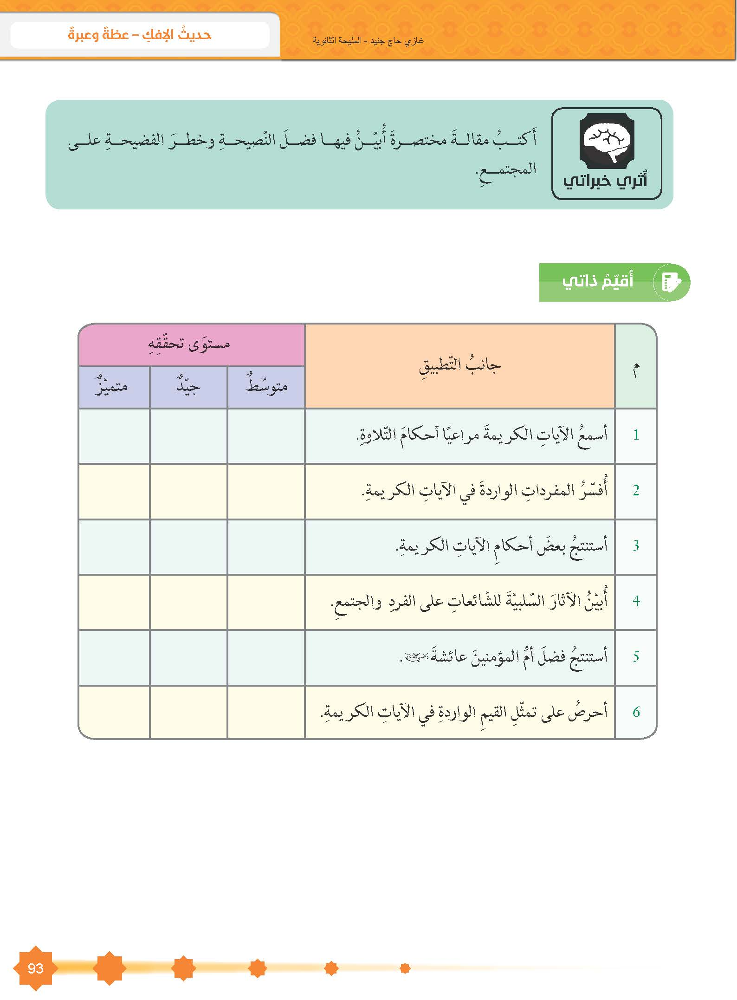 حديثُ الإفكِ – عظةٌ وعبرةٌ
غازي حاج جنيد - المليحة الثانوية
أَكتبُ مقالةً مختصرةً أُبيّنُ فيها فضلَ النّصيحةِ وخطرَ الفضيحةِ على
المجتمعِ.
أُثري خبراتي
أُقيّمُ ذاتي
م
جانبُ التّطبيقِ
مستوَى تحقّقِهِ
متوسّطٌ
جيّدٌ
متميّزٌ
1 أسمعُ الآياتِ الكريمةَ مراعيًا أحكامَ التّلاوةِ.
2 أُفسّرُ المفرداتِ الواردةَ في الآياتِ الكريمةِ.
3 أستنتجُ بعضَ أحكامِ الآياتِ الكريمةِ.
4 أُبيّنُ الآثارَ السّلبيّةَ للشّائعاتِ على الفردِ والجتمعِ.
5 أستنتجُ فضلَ أمِّ المؤمنينَ عائشةَ رَضِيَ اللَّهُ عَنْهَا.
6 أحرصُ على تمثّلِ القيمِ الواردةِ في الآياتِ الكريمةِ.
93